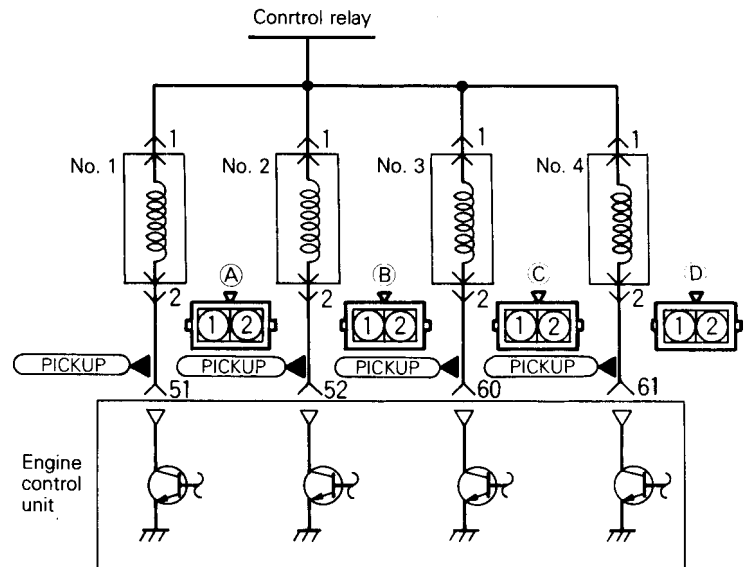 Conrtrol relay
1 1 1 1
No. 1 No. 2 No. 3 No. 4
A B C D
2 2 2 2
1 2 1 2 1 2 1 2
PICKUP PICKUP PICKUP PICKUP
51 52 60 61
Engine
control
unit